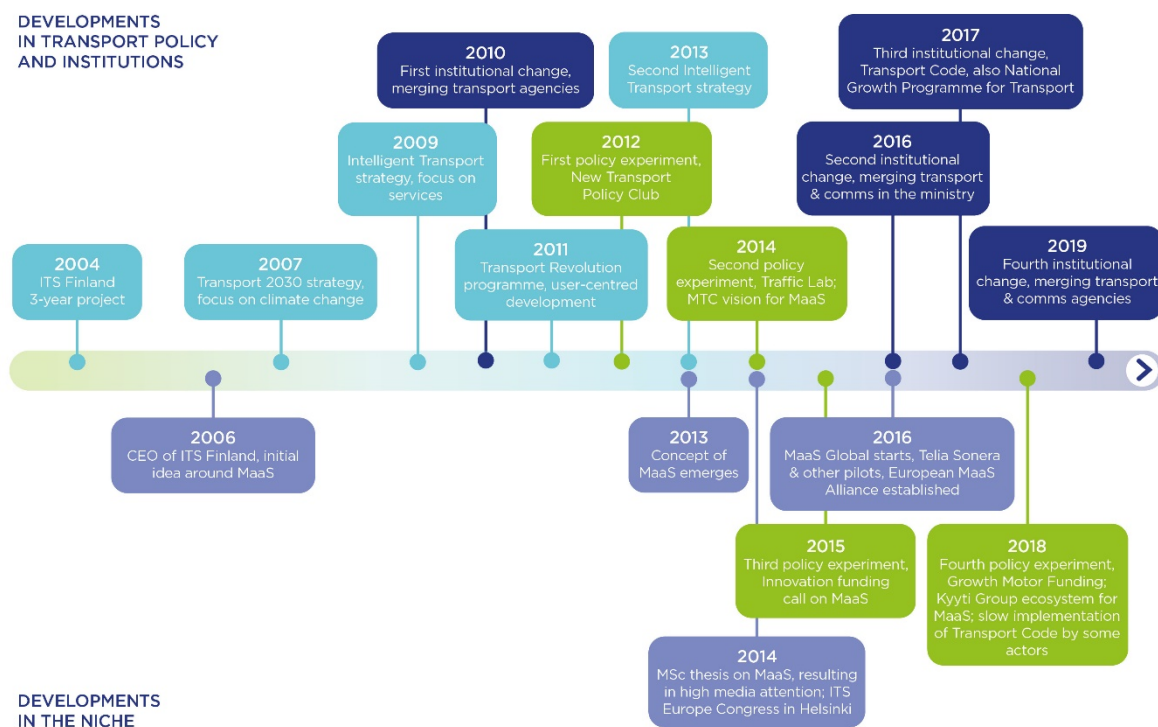 DEVELOPMENTS
IN TRANSPORT POLICY
AND INSTITUTIONS
2010
First institutional change,
merging transport agencies
2013
Second Intelligent
Transport strategy
2017
Third institutional change,
Transport Code, also National
Growth Programme for Transport
2009
Intelligent Transport
strategy, focus on
services
2012
First policy experiment,
New Transport
Policy Club
2016
Second institutional
change, merging transport
& comms in the ministry
2004
ITS Finland
3-year project
2007
Transport 2030 strategy,
focus on climate change
2011
Transport Revolution
programme, user-centred
development
2014
Second policy
experiment, Traffic Lab;
MTC vision for MaaS
2019
Fourth institutional
change, merging transport
& comms agencies
2006
CEO of ITS Finland, initial
idea around MaaS
2013
Concept of
MaaS emerges
2016
MaaS Global starts, Telia Sonera
& other pilots, European MaaS
Alliance established
2015
Third policy experiment,
Innovation funding
call on MaaS
2018
Fourth policy experiment,
Growth Motor Funding;
Kyyti Group ecosystem for
MaaS; slow implementation
of Transport Code by some
actors
2014
MSc thesis on MaaS, resulting
in high media attention; ITS
Europe Congress in Helsinki
DEVELOPMENTS
IN THE NICHE